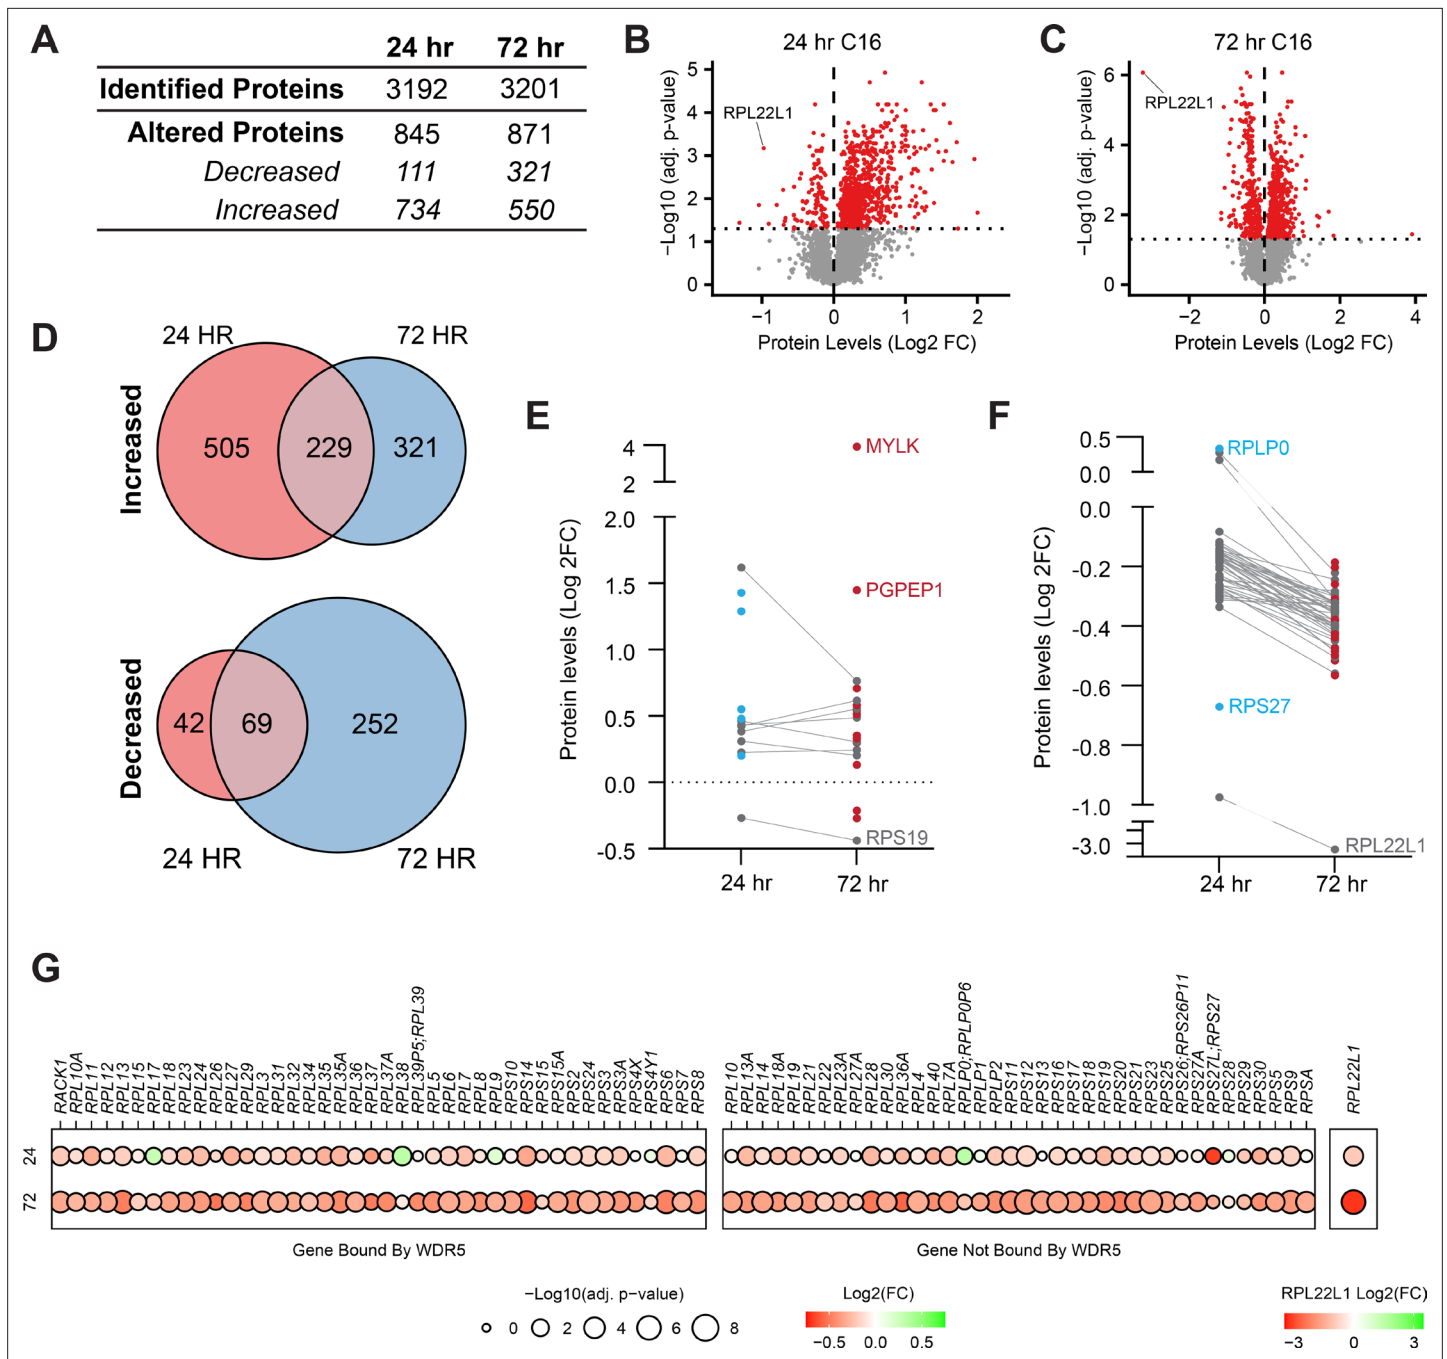 A
24 hr 72 hr
Identified Proteins 3192 3201
Altered Proteins 845 871
Decreased 111 321
Increased 734 550
B
24 hr C16
−Log10 (adj. p-value)
5
4
3
2
1
0
RPL22L1
−1 0 1 2
Protein Levels (Log2 FC)
C
72 hr C16
−Log10 (adj. p-value)
6
4
2
0
RPL22L1
−2 0 2 4
Protein Levels (Log2 FC)
D
24 HR 72 HR
Increased
505 229 321
Decreased
42 69 252
24 HR 72 HR
E
Protein levels (Log 2FC)
4
2
2.0
1.5
1.0
0.5
0.0
-0.5
MYLK
PGPEP1
RPS19
24 hr 72 hr
F
Protein levels (Log 2FC)
0.5
0.0
0.0
-0.2
-0.4
-0.6
-0.8
-1.0
-3.0
RPLP0
RPS27
RPL22L1
24 hr 72 hr
G
RACK1
RPL10A
RPL11
RPL12
RPL13
RPL15
RPL17
RPL18
RPL23
RPL24
RPL26
RPL27
RPL29
RPL3
RPL31
RPL32
RPL34
RPL35
RPL35A
RPL36
RPL37
RPL37A
RPL38
RPL39P5;RPL39
RPL5
RPL6
RPL7
RPL8
RPL9
RPS10
RPS14
RPS15
RPS15A
RPS2
RPS24
RPS3
RPS3A
RPS4X
RPS4Y1
RPS6
RPS7
RPS8
RPL10
RPL13A
RPL14
RPL18A
RPL19
RPL21
RPL22
RPL23A
RPL27A
RPL28
RPL30
RPL36A
RPL4
RPL40
RPL7A
RPLP0;RPLP0P6
RPLP1
RPLP2
RPS11
RPS12
RPS13
RPS16
RPS17
RPS18
RPS19
RPS20
RPS21
RPS23
RPS25
RPS26;RPS26P11
RPS27A
RPS27L;RPS27
RPS28
RPS29
RPS30
RPS5
RPS9
RPSA
RPL22L1
24
72
Gene Bound By WDR5
Gene Not Bound By WDR5
−Log10(adj. p−value)
0 2 4 6 8
Log2(FC)
−0.5 0.0 0.5
RPL22L1 Log2(FC)
−3 0 3